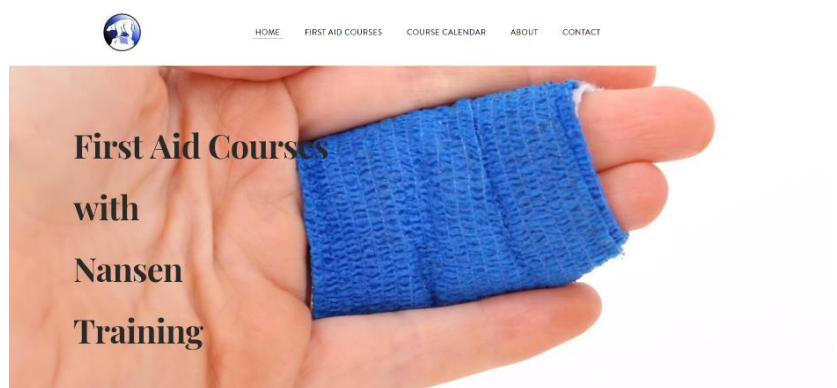 HOME FIRST AID COURSES COURSE CALENDAR ABOUT CONTACT
First Aid Courses
with
Nansen
Training